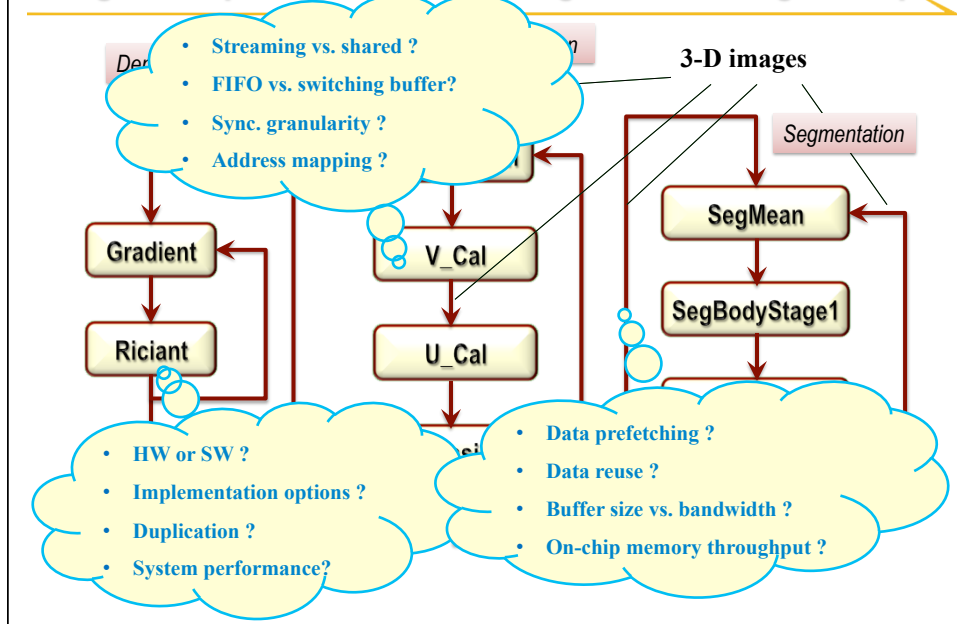 • Streaming vs. shared ?
• FIFO vs. switching buffer?
• Sync. granularity ?
• Address mapping ?
3-D images
Segmentation
Gradient
Riciant
V_Cal
U_Cal
SegMean
SegBodyStage1
• HW or SW ?
• Implementation options ?
• Duplication ?
• System performance?
• Data prefetching ?
• Data reuse ?
• Buffer size vs. bandwidth ?
• On-chip memory throughput ?